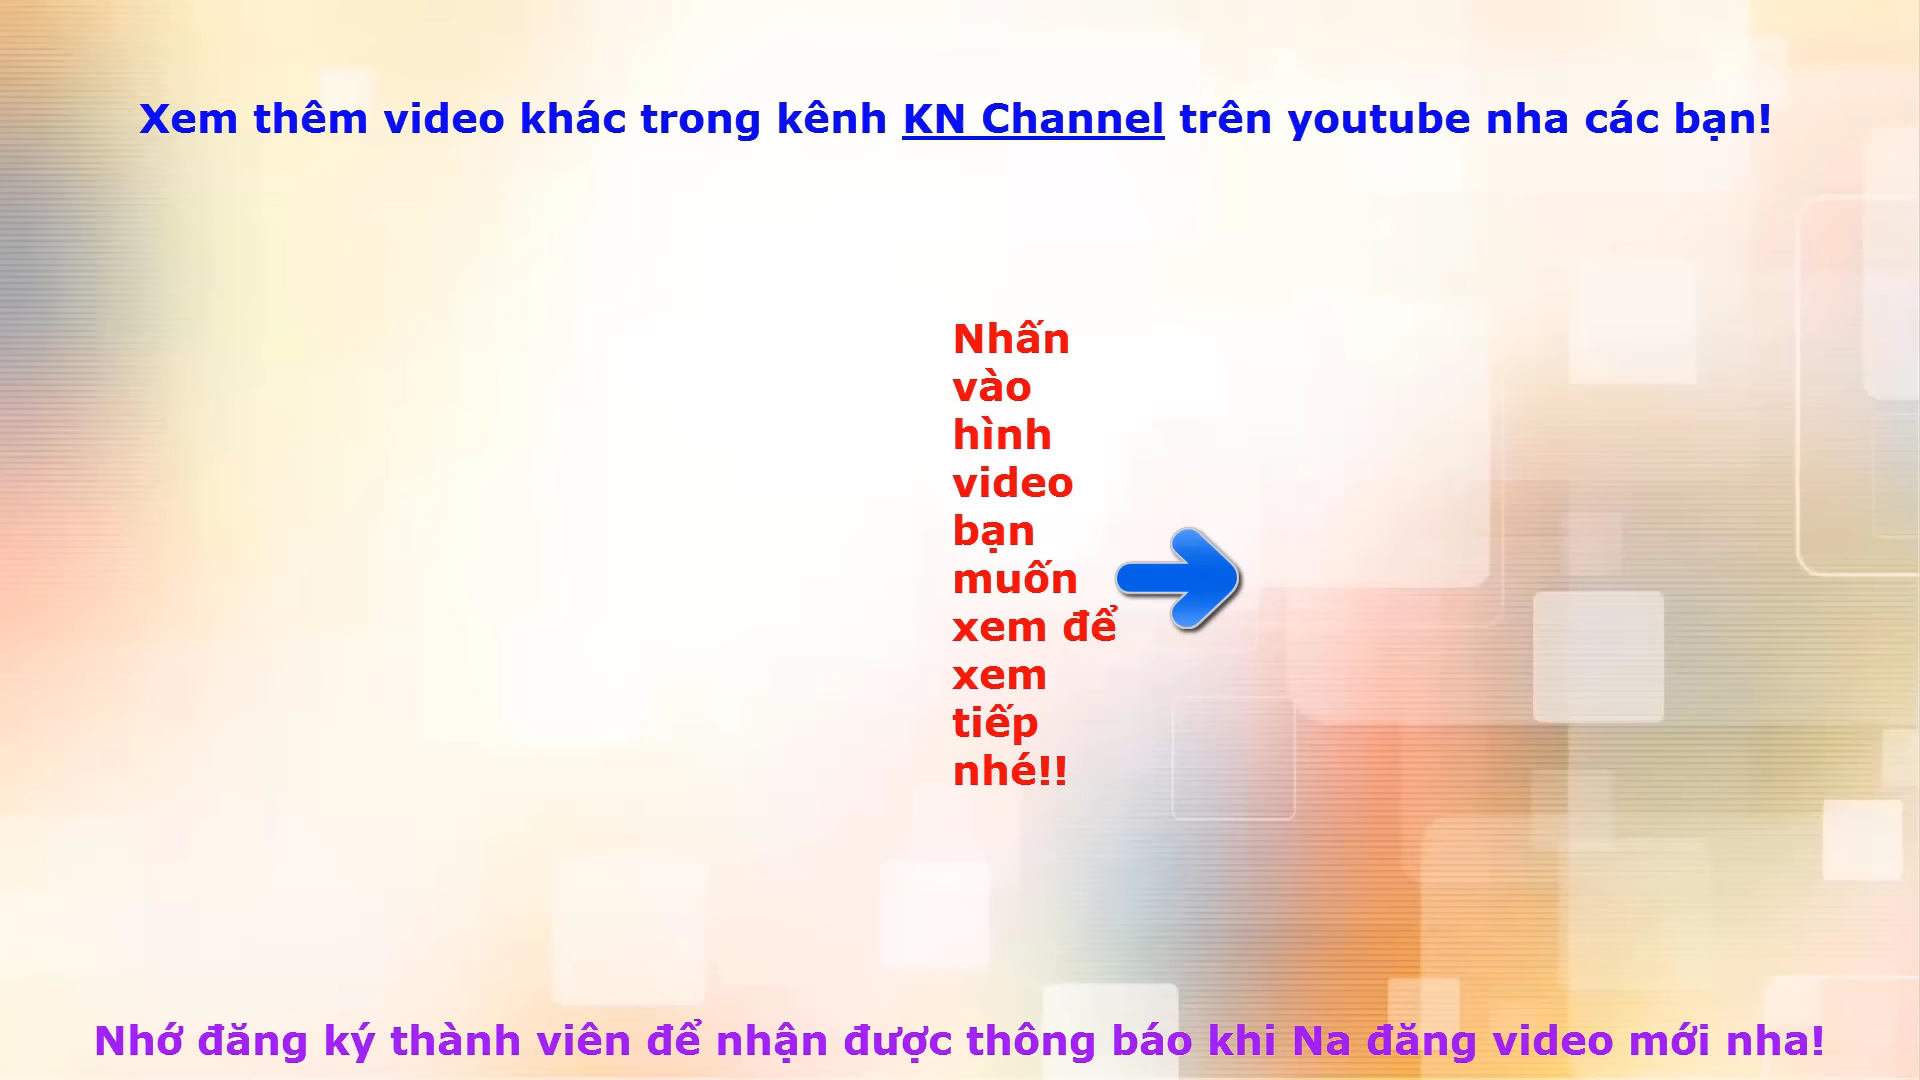 Xem thêm video khác trong kênh KN Channel trên youtube nha các bạn!
Nhấn
vào
hình
video
bạn
muốn
xem để
xem
tiếp
nhé!!
Nhớ đăng ký thành viên để nhận được thông báo khi Na đăng video mới nha!